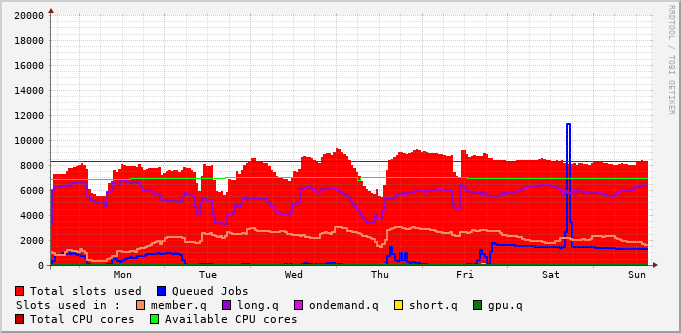 20000
18000
16000
14000
12000
10000
8000
6000
4000
2000
0
Mon Tue Wed Thu Fri Sat Sun
RRDTOOL / TOBI OETIKER
Total slots used Queued Jobs
Slots used in : member.q long.q ondemand.q short.q gpu.q
Total CPU cores Available CPU cores